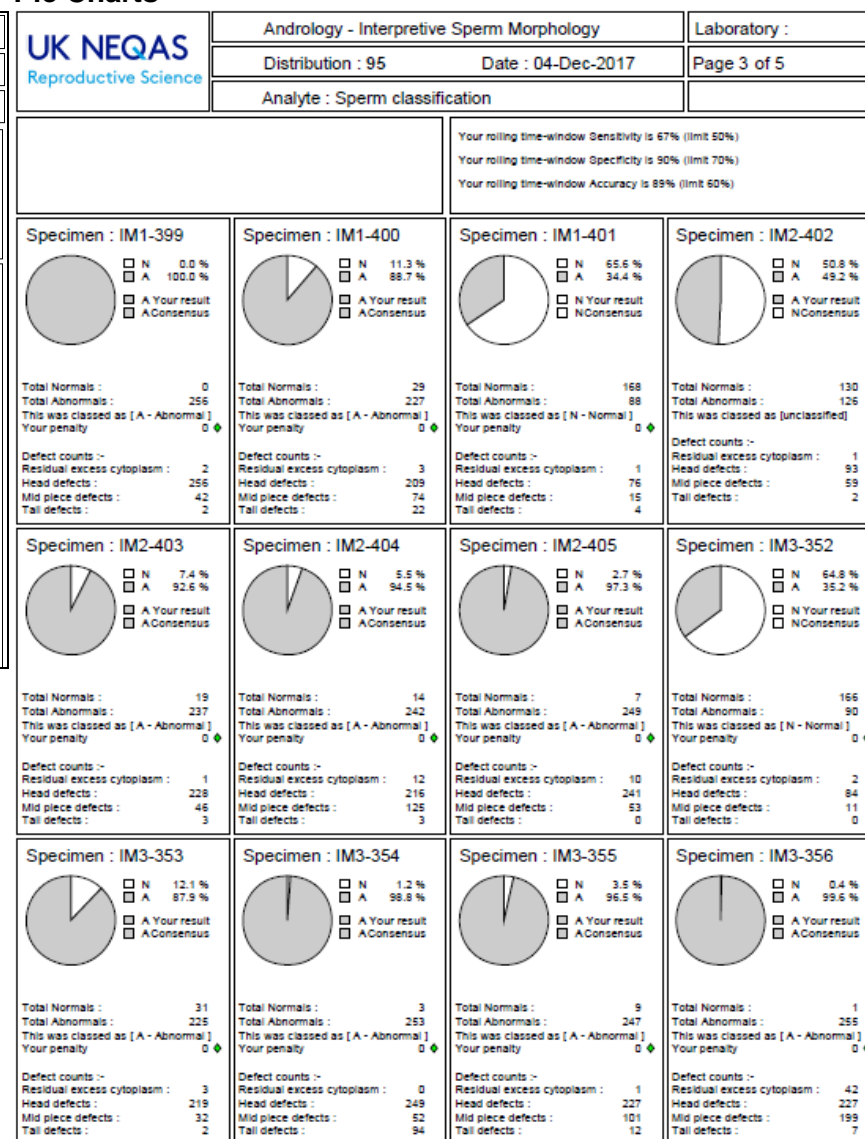 Pie Charts
UK NEQAS
Reproductive Science
Andrology - Interpretive Sperm Morphology
Laboratory :
Distribution : 95 Date : 04-Dec-2017
Page 3 of 5
Analyte : Sperm classification
Your rolling time-window Sensitivity is 67% (limit 50%)
Your rolling time-window Specificity is 90% (limit 70%)
Your rolling time-window Accuracy is 89% (limit 60%)
Specimen : IM1-399
N 0.0 %
A 100.0 %
A Your result
A Consensus
Total Normals : 0
Total Abnormals : 256
This was classed as [ A - Abnormal ]
Your penalty 0
Defect counts :-
Residual excess cytoplasm : 2
Head defects : 256
Mid piece defects : 42
Tail defects : 2
Specimen : IM1-400
N 11.3 %
A 88.7 %
A Your result
A Consensus
Total Normals : 29
Total Abnormals : 227
This was classed as [ A - Abnormal ]
Your penalty 0
Defect counts :-
Residual excess cytoplasm : 3
Head defects : 209
Mid piece defects : 74
Tail defects : 22
Specimen : IM1-401
N 65.6 %
A 34.4 %
N Your result
N Consensus
Total Normals : 168
Total Abnormals : 88
This was classed as [ N - Normal ]
Your penalty 0
Defect counts :-
Residual excess cytoplasm : 1
Head defects : 76
Mid piece defects : 15
Tail defects : 4
Specimen : IM2-402
N 50.8 %
A 49.2 %
A Your result
N Consensus
Total Normals : 130
Total Abnormals : 126
This was classed as [unclassified]
Defect counts :-
Residual excess cytoplasm : 1
Head defects : 93
Mid piece defects : 59
Tail defects : 2
Specimen : IM2-403
N 7.4 %
A 92.6 %
A Your result
A Consensus
Total Normals : 19
Total Abnormals : 237
This was classed as [ A - Abnormal ]
Your penalty 0
Defect counts :-
Residual excess cytoplasm : 1
Head defects : 228
Mid piece defects : 46
Tail defects : 3
Specimen : IM2-404
N 5.5 %
A 94.5 %
A Your result
A Consensus
Total Normals : 14
Total Abnormals : 242
This was classed as [ A - Abnormal ]
Your penalty 0
Defect counts :-
Residual excess cytoplasm : 12
Head defects : 216
Mid piece defects : 125
Tail defects : 3
Specimen : IM2-405
N 2.7 %
A 97.3 %
A Your result
A Consensus
Total Normals : 7
Total Abnormals : 249
This was classed as [ A - Abnormal ]
Your penalty 0
Defect counts :-
Residual excess cytoplasm : 10
Head defects : 241
Mid piece defects : 53
Tail defects : 0
Specimen : IM3-352
N 64.8 %
A 35.2 %
N Your result
N Consensus
Total Normals : 166
Total Abnormals : 90
This was classed as [ N - Normal ]
Your penalty 0
Defect counts :-
Residual excess cytoplasm : 2
Head defects : 84
Mid piece defects : 11
Tail defects : 0
Specimen : IM3-353
N 12.1 %
A 87.9 %
A Your result
A Consensus
Total Normals : 31
Total Abnormals : 225
This was classed as [ A - Abnormal ]
Your penalty 0
Defect counts :-
Residual excess cytoplasm : 3
Head defects : 219
Mid piece defects : 32
Tail defects : 2
Specimen : IM3-354
N 1.2 %
A 98.8 %
A Your result
A Consensus
Total Normals : 3
Total Abnormals : 253
This was classed as [ A - Abnormal ]
Your penalty 0
Defect counts :-
Residual excess cytoplasm : 0
Head defects : 249
Mid piece defects : 52
Tail defects : 94
Specimen : IM3-355
N 3.5 %
A 96.5 %
A Your result
A Consensus
Total Normals : 9
Total Abnormals : 247
This was classed as [ A - Abnormal ]
Your penalty 0
Defect counts :-
Residual excess cytoplasm : 1
Head defects : 227
Mid piece defects : 101
Tail defects : 12
Specimen : IM3-356
N 0.4 %
A 99.6 %
A Your result
A Consensus
Total Normals : 1
Total Abnormals : 255
This was classed as [ A - Abnormal ]
Your penalty 0
Defect counts :-
Residual excess cytoplasm : 42
Head defects : 227
Mid piece defects : 199
Tail defects : 7